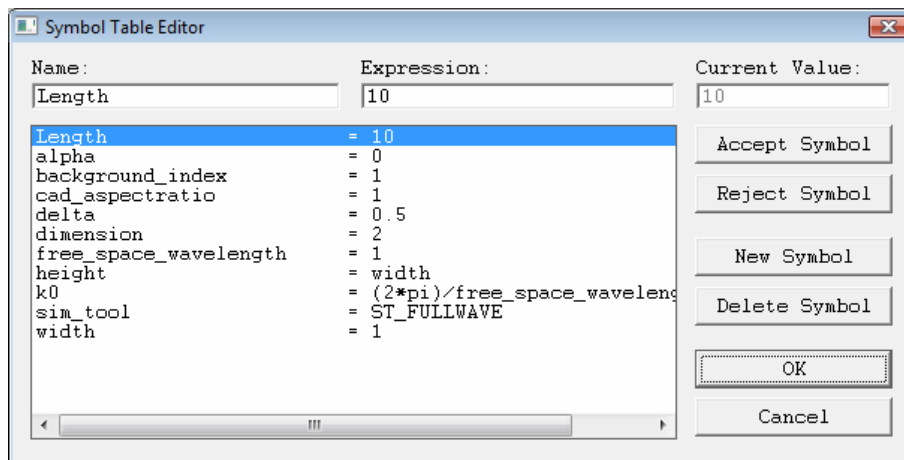 Symbol Table Editor
Name: Expression: Current Value:
Length 10 10
Length = 10
alpha = 0
background_index = 1
cad_aspectratio = 1
delta = 0.5
dimension = 2
free_space_wavelength = 1
height = width
k0 = (2*pi)/free_space_waveleng
sim_tool = ST_FULLWAVE
width = 1
Accept Symbol
Reject Symbol
New Symbol
Delete Symbol
OK
Cancel